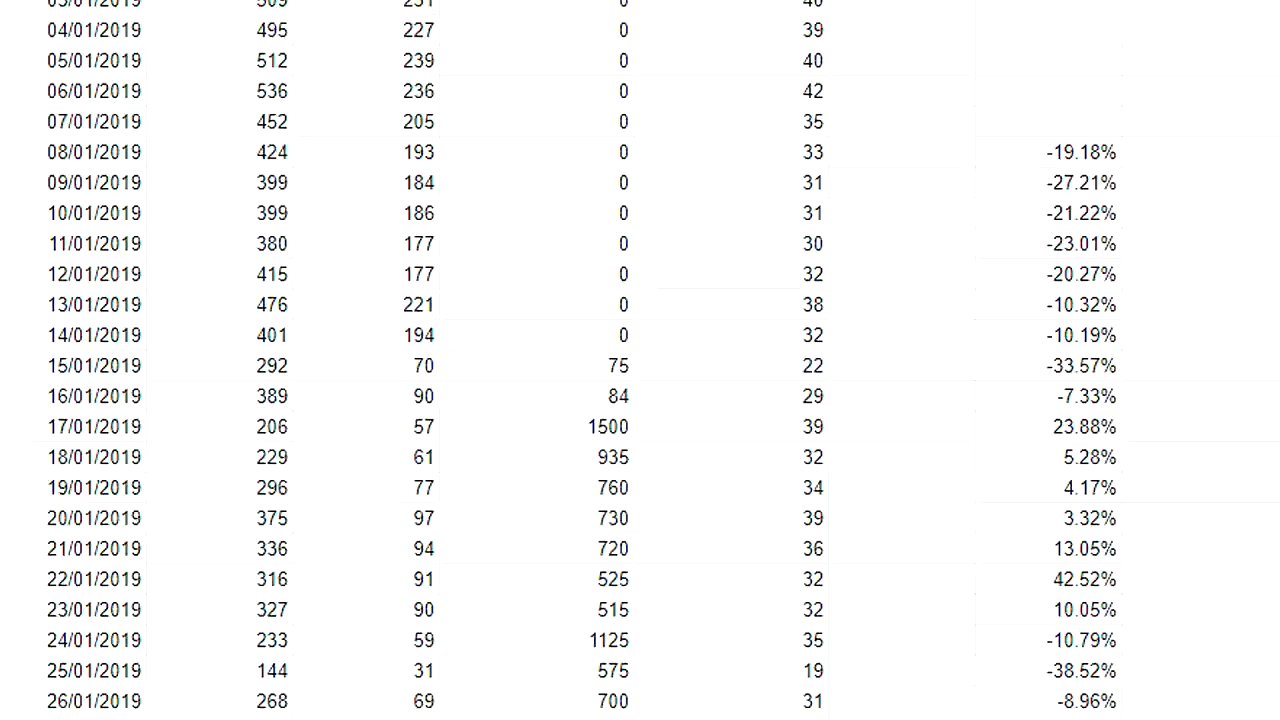 03/01/2019 509 231 0 40
04/01/2019 495 227 0 39
05/01/2019 512 239 0 40
06/01/2019 536 236 0 42
07/01/2019 452 205 0 35
08/01/2019 424 193 0 33 -19.18%
09/01/2019 399 184 0 31 -27.21%
10/01/2019 399 186 0 31 -21.22%
11/01/2019 380 177 0 30 -23.01%
12/01/2019 415 177 0 32 -20.27%
13/01/2019 476 221 0 38 -10.32%
14/01/2019 401 194 0 32 -10.19%
15/01/2019 292 70 75 22 -33.57%
16/01/2019 389 90 84 29 -7.33%
17/01/2019 206 57 1500 39 23.88%
18/01/2019 229 61 935 32 5.28%
19/01/2019 296 77 760 34 4.17%
20/01/2019 375 97 730 39 3.32%
21/01/2019 336 94 720 36 13.05%
22/01/2019 316 91 525 32 42.52%
23/01/2019 327 90 515 32 10.05%
24/01/2019 233 59 1125 35 -10.79%
25/01/2019 144 31 575 19 -38.52%
26/01/2019 268 69 700 31 -8.96%